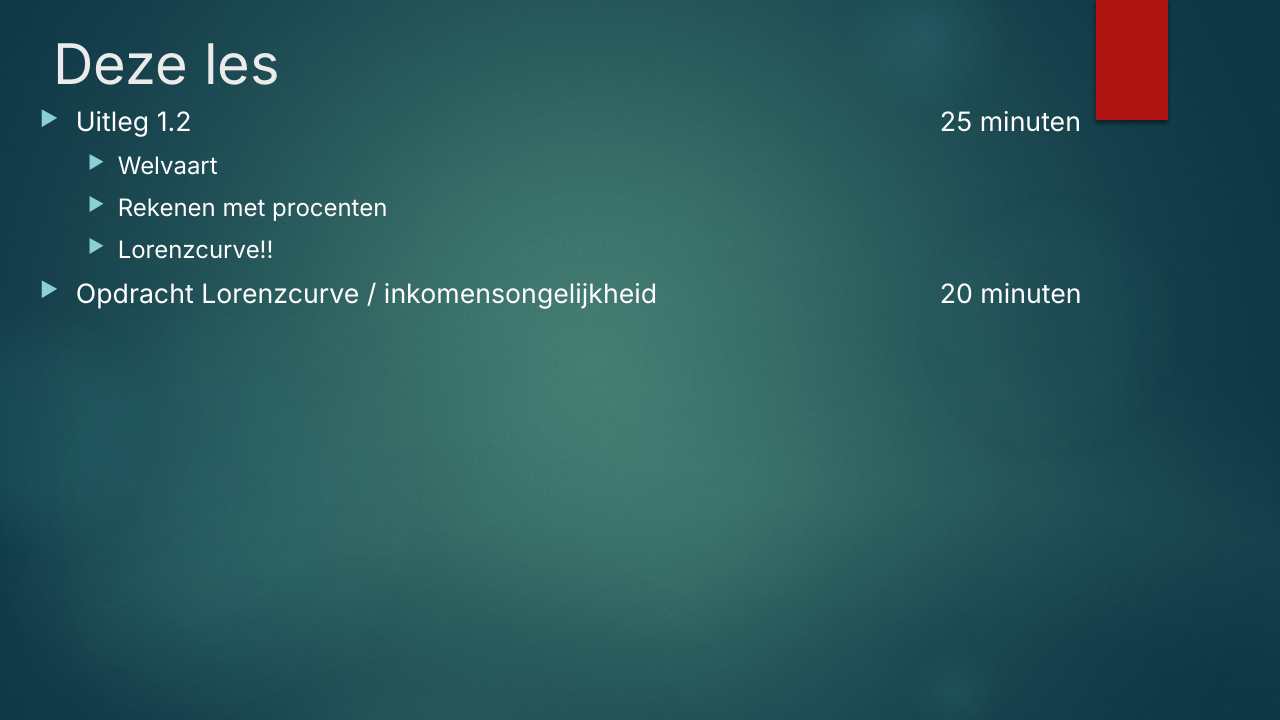 Deze les
Uitleg 1.2 25 minuten
Welvaart
Rekenen met procenten
Lorenzcurve!!
Opdracht Lorenzcurve / inkomensongelijkheid 20 minuten